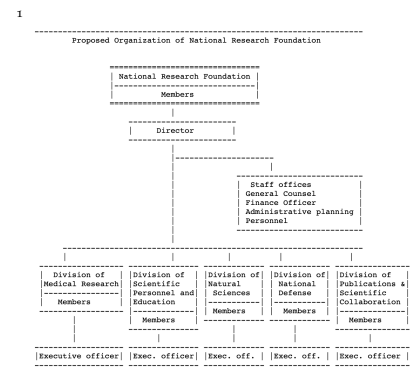 1
Proposed Organization of National Research Foundation
National Research Foundation
Members
Director
Staff offices
General Counsel
Finance Officer
Administrative planning
Personnel
Division of
Medical Research
Members
Division of
Scientific
Personnel and
Education
Members
Division of
Natural
Sciences
Members
Division of
National
Defense
Members
Division of
Publications &
Scientific
Collaboration
Members
Executive officer
Exec. officer
Exec. off.
Exec. off.
Exec. officer